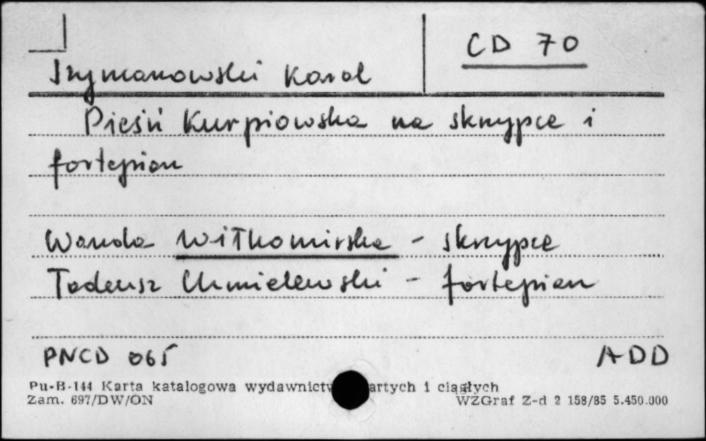 CD 70
Szymanowski Karol
Pieśń Kurpiowska na skrzypce i
fortepian
Wanda Wiłkomirska - skrzypce
Tadeusz Chmielewski - fortepian
PNCD 065 ADD
Pu-B-144 Karta katalogowa wydawnictw artych i ciągłych
Zam. 697/DW/ON WZGraf Z-d 2 158/85 5.450.000